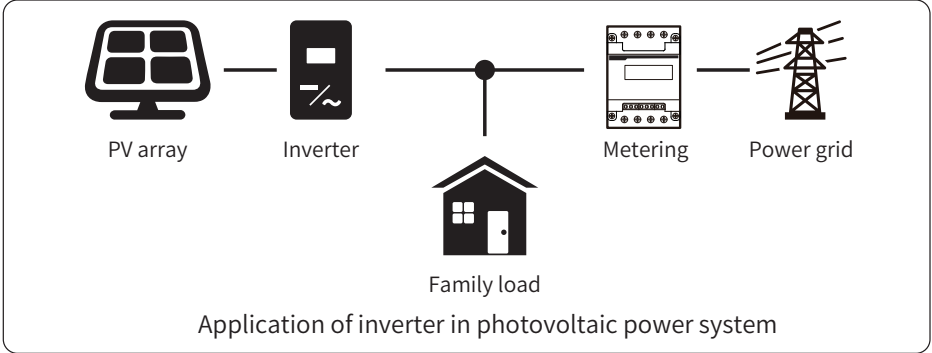 PV array
Inverter
Metering
Power grid
Family load
Application of inverter in photovoltaic power system